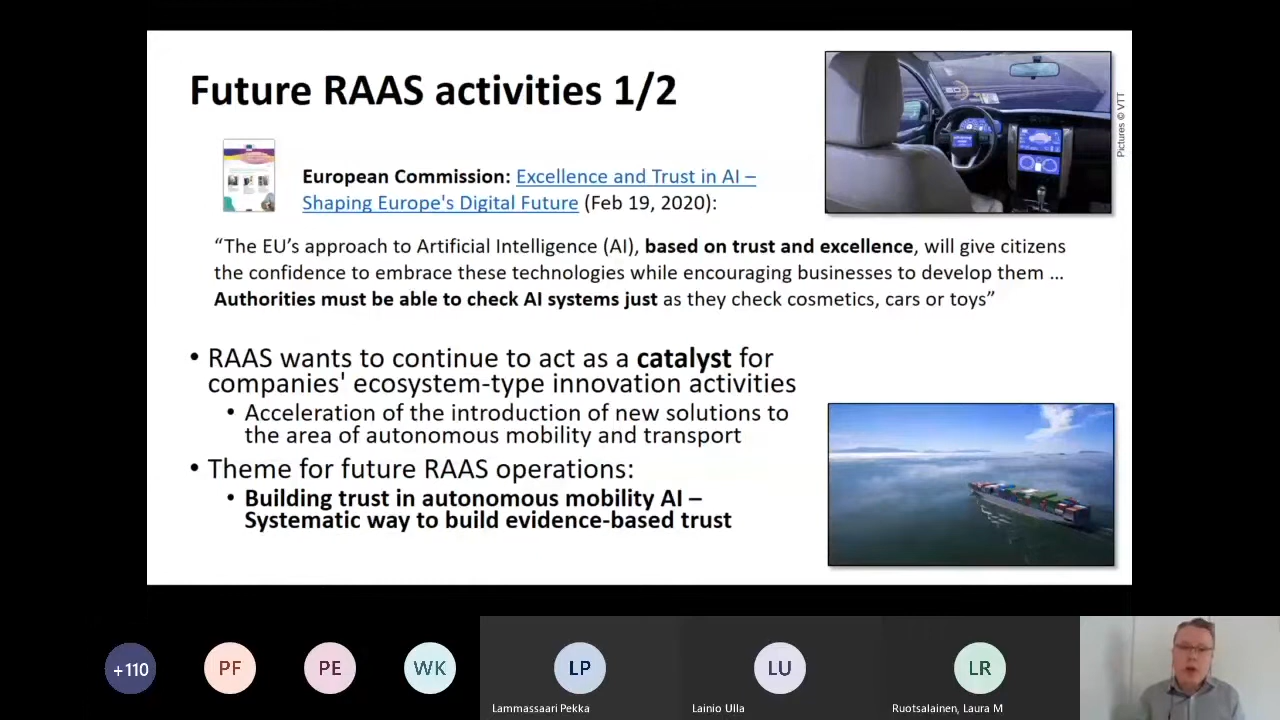 Future RAAS activities 1/2
Pictures © VTT
European Commission: Excellence and Trust in AI –
Shaping Europe's Digital Future (Feb 19, 2020):
“The EU’s approach to Artificial Intelligence (AI), based on trust and excellence, will give citizens
the confidence to embrace these technologies while encouraging businesses to develop them …
Authorities must be able to check AI systems just as they check cosmetics, cars or toys”
• RAAS wants to continue to act as a catalyst for
companies' ecosystem-type innovation activities
• Acceleration of the introduction of new solutions to
the area of autonomous mobility and transport
• Theme for future RAAS operations:
• Building trust in autonomous mobility AI –
Systematic way to build evidence-based trust
+110
PF
PE
WK
LP
LU
LR
Lammassaari Pekka
Lainio Ulla
Ruotsalainen, Laura M